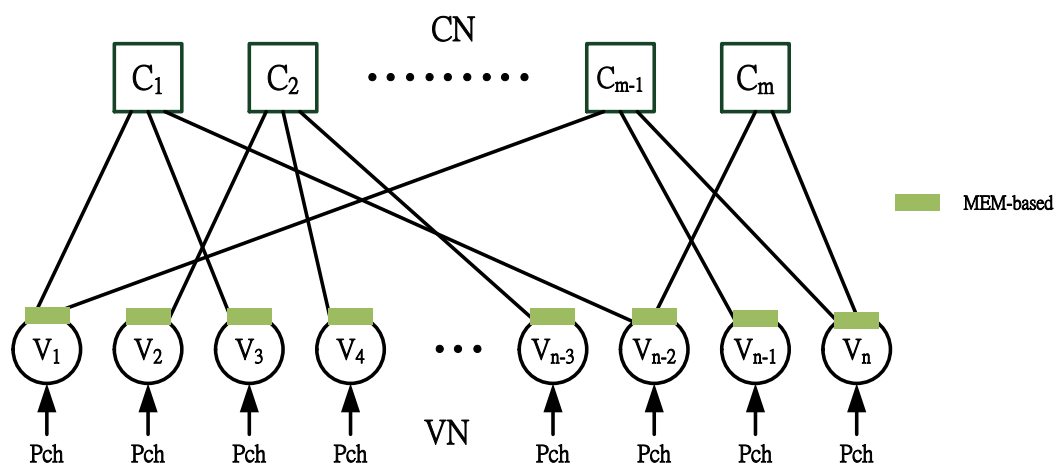 CN
C₁ C₂ Cₘ₋₁ Cₘ
MEM-based
V₁ V₂ V₃ V₄ Vₙ₋₃ Vₙ₋₂ Vₙ₋₁ Vₙ
VN
Pch Pch Pch Pch Pch Pch Pch Pch